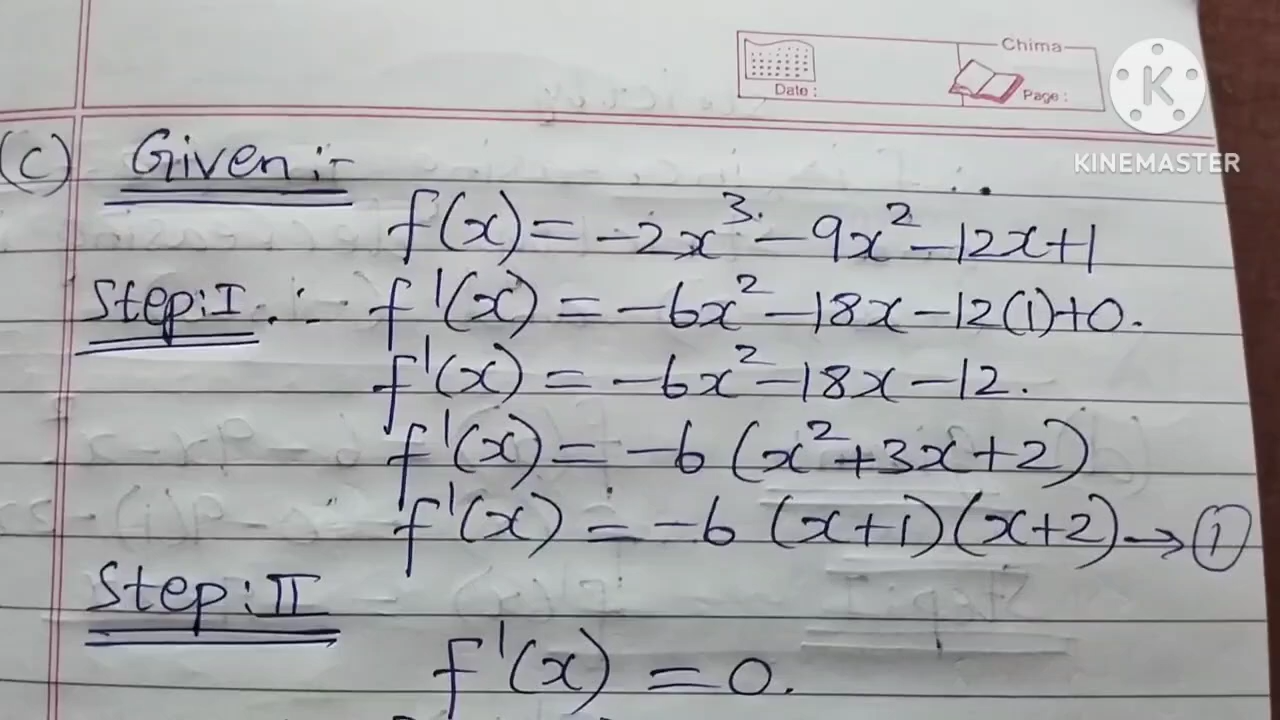 Chima
Date :
Page :
K
KINEMASTER
(C) Given :-
f(x) = -2x³ - 9x² - 12x + 1
Step:I ∴ f'(x) = -6x² - 18x - 12(1) + 0.
f'(x) = -6x² - 18x - 12.
f'(x) = -6 (x² + 3x + 2)
f'(x) = -6 (x+1) (x+2) → ①
Step:II
f'(x) = 0.